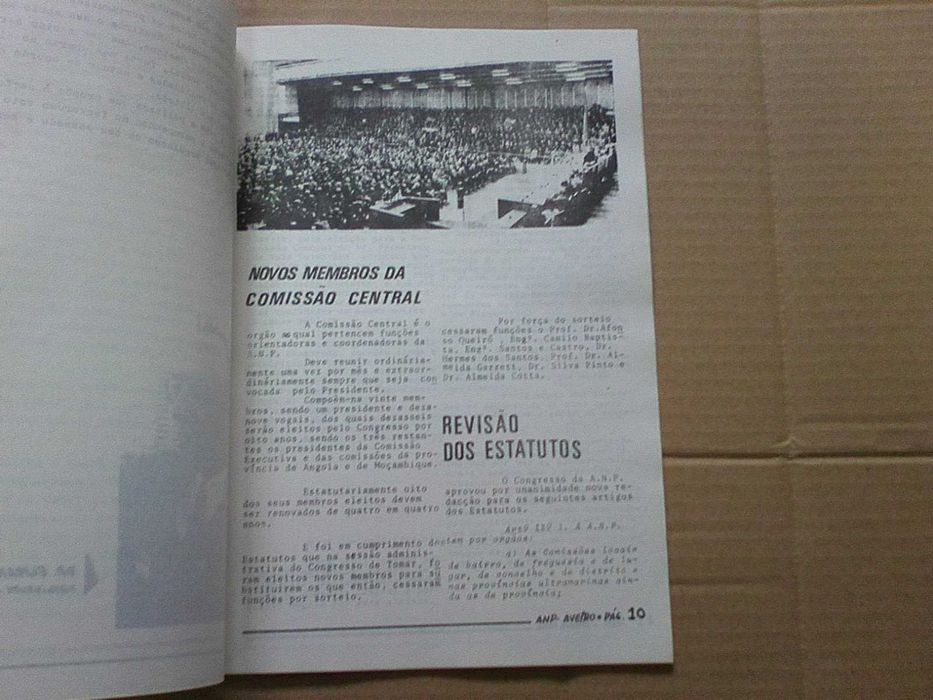 NOVOS MEMBROS DA
COMISSÃO CENTRAL
A Comissão Central é o
orgão ao qual pertencem funções
orientadoras e coordenadoras da
A.N.P.
Deve reunir ordinária-
mente uma vez por mês e extraor-
dinàriamente sempre que seja con
vocada pelo Presidente.
Compõem-na vinte mem-
bros, sendo um presidente e deza-
nove vogais, dos quais dezasseis
serão eleitos pelo Congresso por
oito anos, sendo os três restan-
tes os presidentes da Comissão
Executiva e das comissões da pro-
víncia de Angola e de Moçambique.
Estatutariamente oito
dos seus membros eleitos devem
ser renovados de quatro em quatro
anos.
E foi em cumprimento destes
Estatutos que na sessão adminis-
trativa do Congresso de Tomar, fo
ram eleitos novos membros para su
bstituirem os que então, cessaram
funções por sorteio.
Por força do sorteio
cessaram funções o Prof. Dr.Afon
so Queiró , Engº. Camilo Baptis-
ta, Engº. Santos e Castro, Dr.
Hermes dos Santos, Prof. Dr. Al-
meida Garrett, Dr. Silva Pinto e
Dr. Almeida Cotta.
REVISÃO
DOS ESTATUTOS
O Congresso da A.N.P.
aprovou por unanimidade nova re-
dacção para os seguintes artigos
dos Estatutos.
A A.N.P.
tem por orgãos:
a) As Comissões locais
de bairro, de freguesia e de lu-
gar, de concelho e de distrito e
nas províncias ultramarinas ain-
da as de província;
ANP- AVEIRO • PÁG. 10